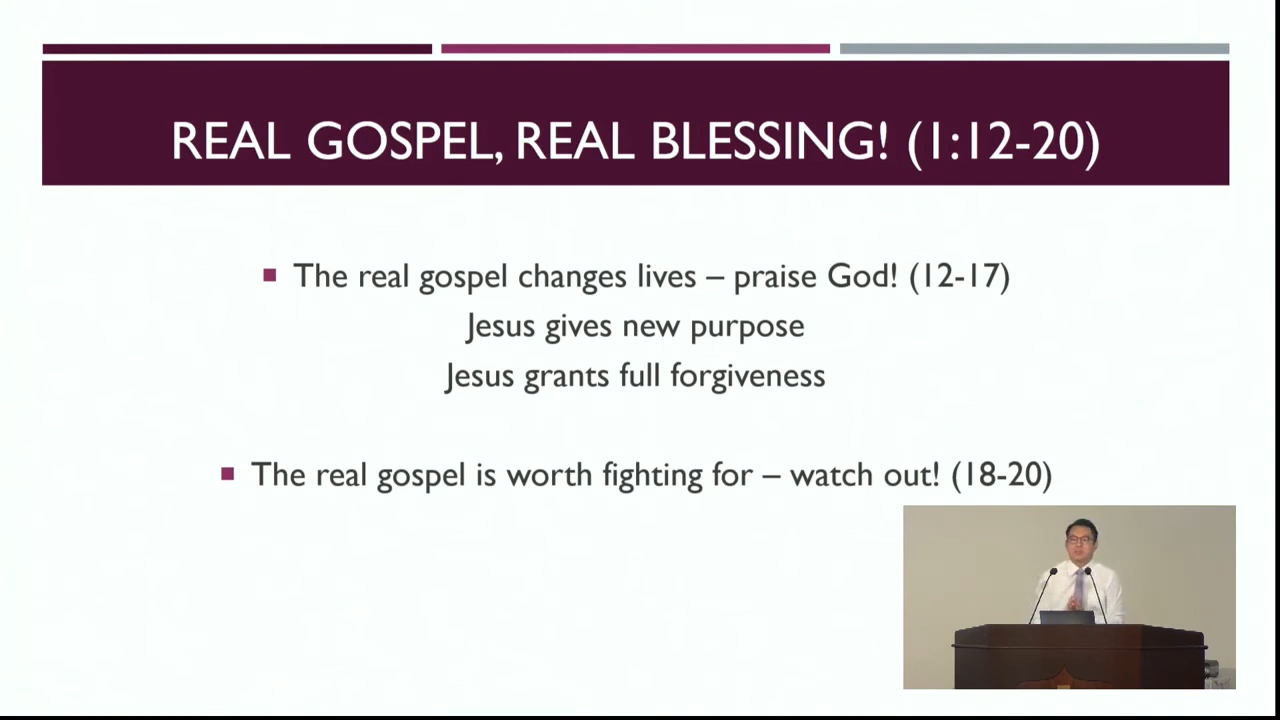 REAL GOSPEL, REAL BLESSING! (1:12-20)
The real gospel changes lives – praise God! (12-17)
Jesus gives new purpose
Jesus grants full forgiveness
The real gospel is worth fighting for – watch out! (18-20)